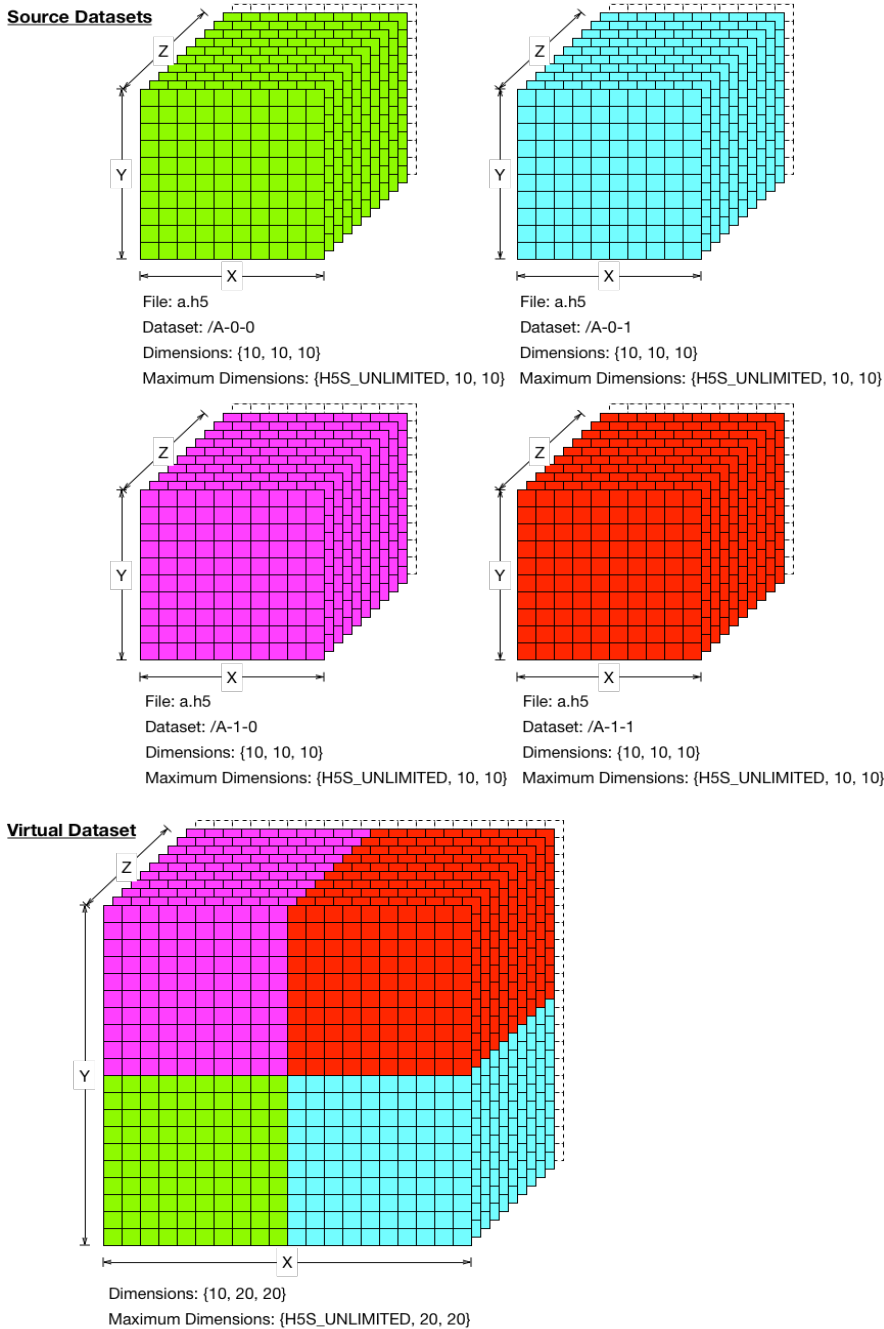 Source Datasets
Z
Y
X
File: a.h5
Dataset: /A-0-0
Dimensions: {10, 10, 10}
Maximum Dimensions: {H5S_UNLIMITED, 10, 10}
Z
Y
X
File: a.h5
Dataset: /A-0-1
Dimensions: {10, 10, 10}
Maximum Dimensions: {H5S_UNLIMITED, 10, 10}
Z
Y
X
File: a.h5
Dataset: /A-1-0
Dimensions: {10, 10, 10}
Maximum Dimensions: {H5S_UNLIMITED, 10, 10}
Z
Y
X
File: a.h5
Dataset: /A-1-1
Dimensions: {10, 10, 10}
Maximum Dimensions: {H5S_UNLIMITED, 10, 10}
Virtual Dataset
Z
Y
X
Dimensions: {10, 20, 20}
Maximum Dimensions: {H5S_UNLIMITED, 20, 20}